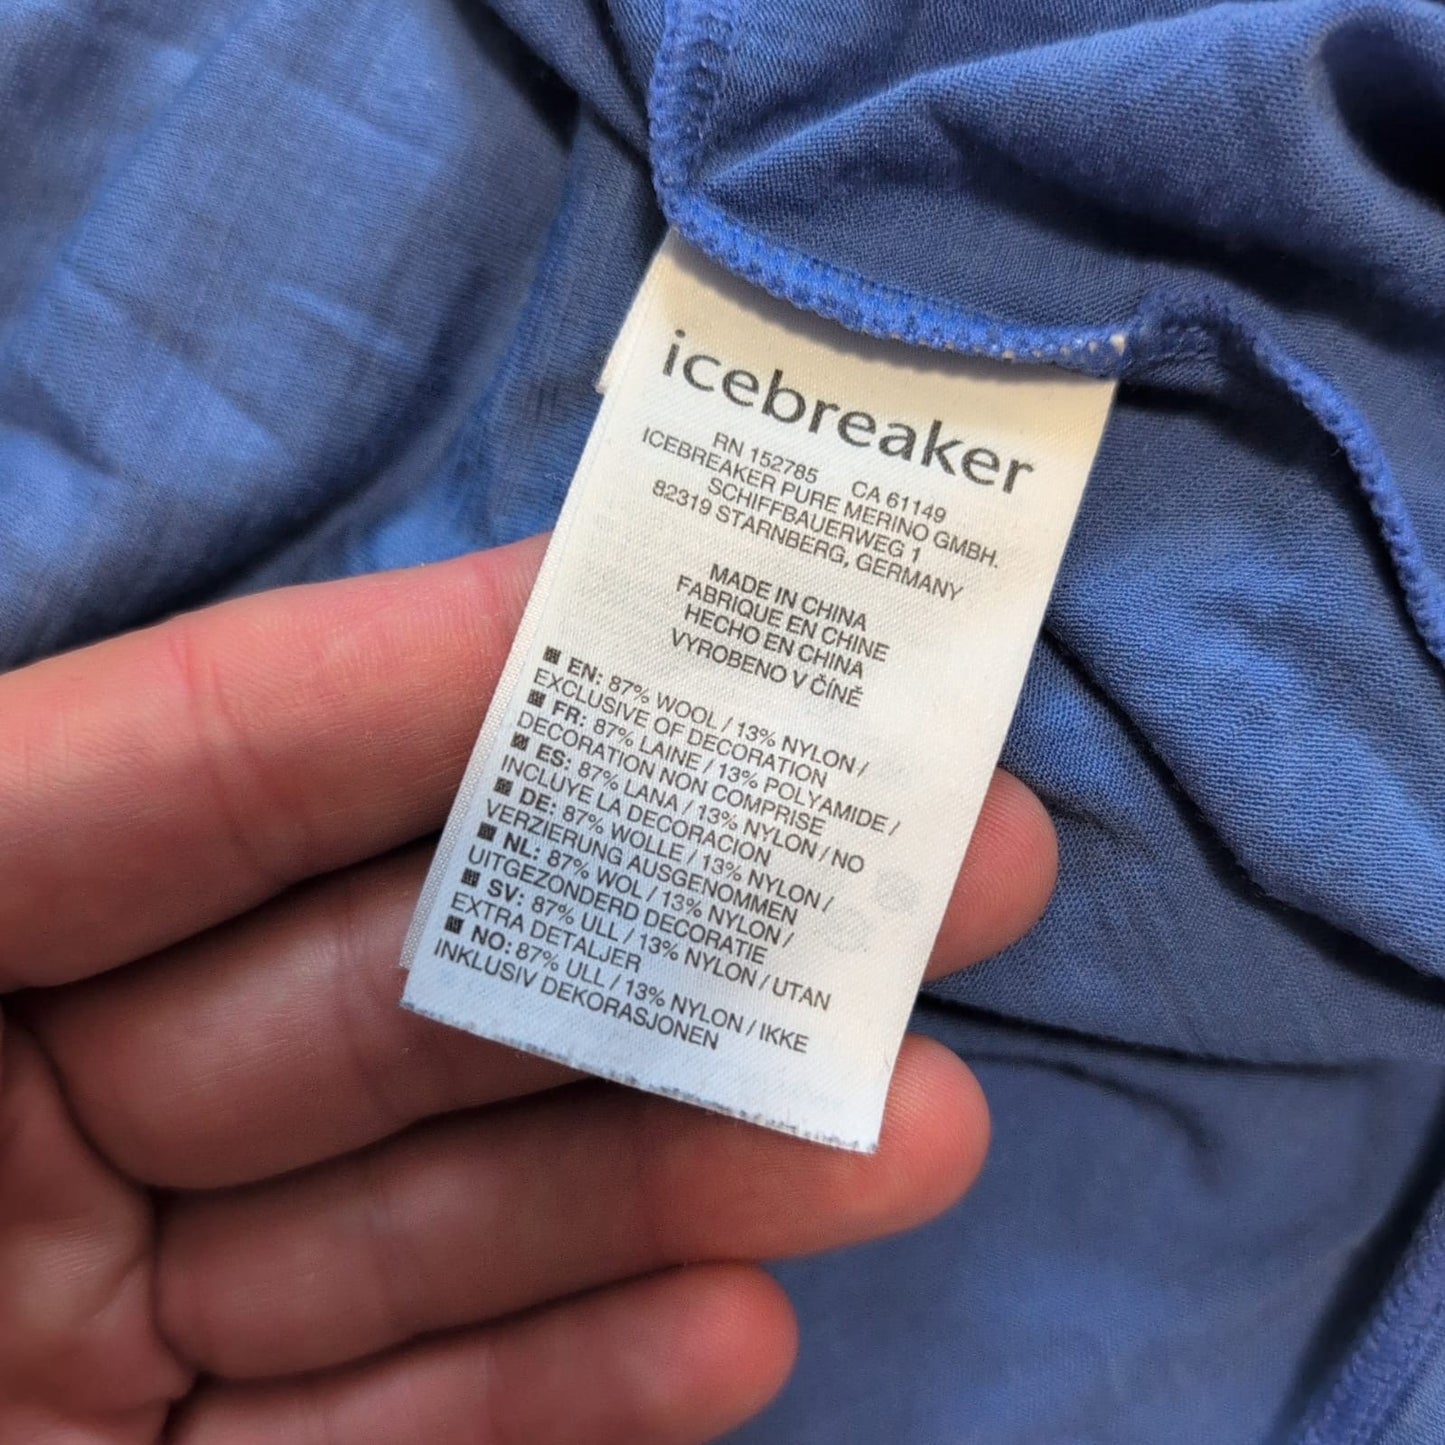 icebreaker
RN 152785 CA 61149
ICEBREAKER PURE MERINO GMBH.
SCHIFFBAUERWEG 1
82319 STARNBERG, GERMANY
MADE IN CHINA
FABRIQUE EN CHINE
HECHO EN CHINA
VYROBENO V ČÍNĚ
EN: 87% WOOL / 13% NYLON /
EXCLUSIVE OF DECORATION
FR: 87% LAINE / 13% POLYAMIDE /
DECORATION NON COMPRISE
ES: 87% LANA / 13% NYLON / NO
INCLUYE LA DECORACION
DE: 87% WOLLE / 13% NYLON /
VERZIERUNG AUSGENOMMEN
NL: 87% WOL / 13% NYLON /
UITGEZONDERD DECORATIE
SV: 87% ULL / 13% NYLON / UTAN
EXTRA DETALJER
NO: 87% ULL / 13% NYLON / IKKE
INKLUSIV DEKORASJONEN